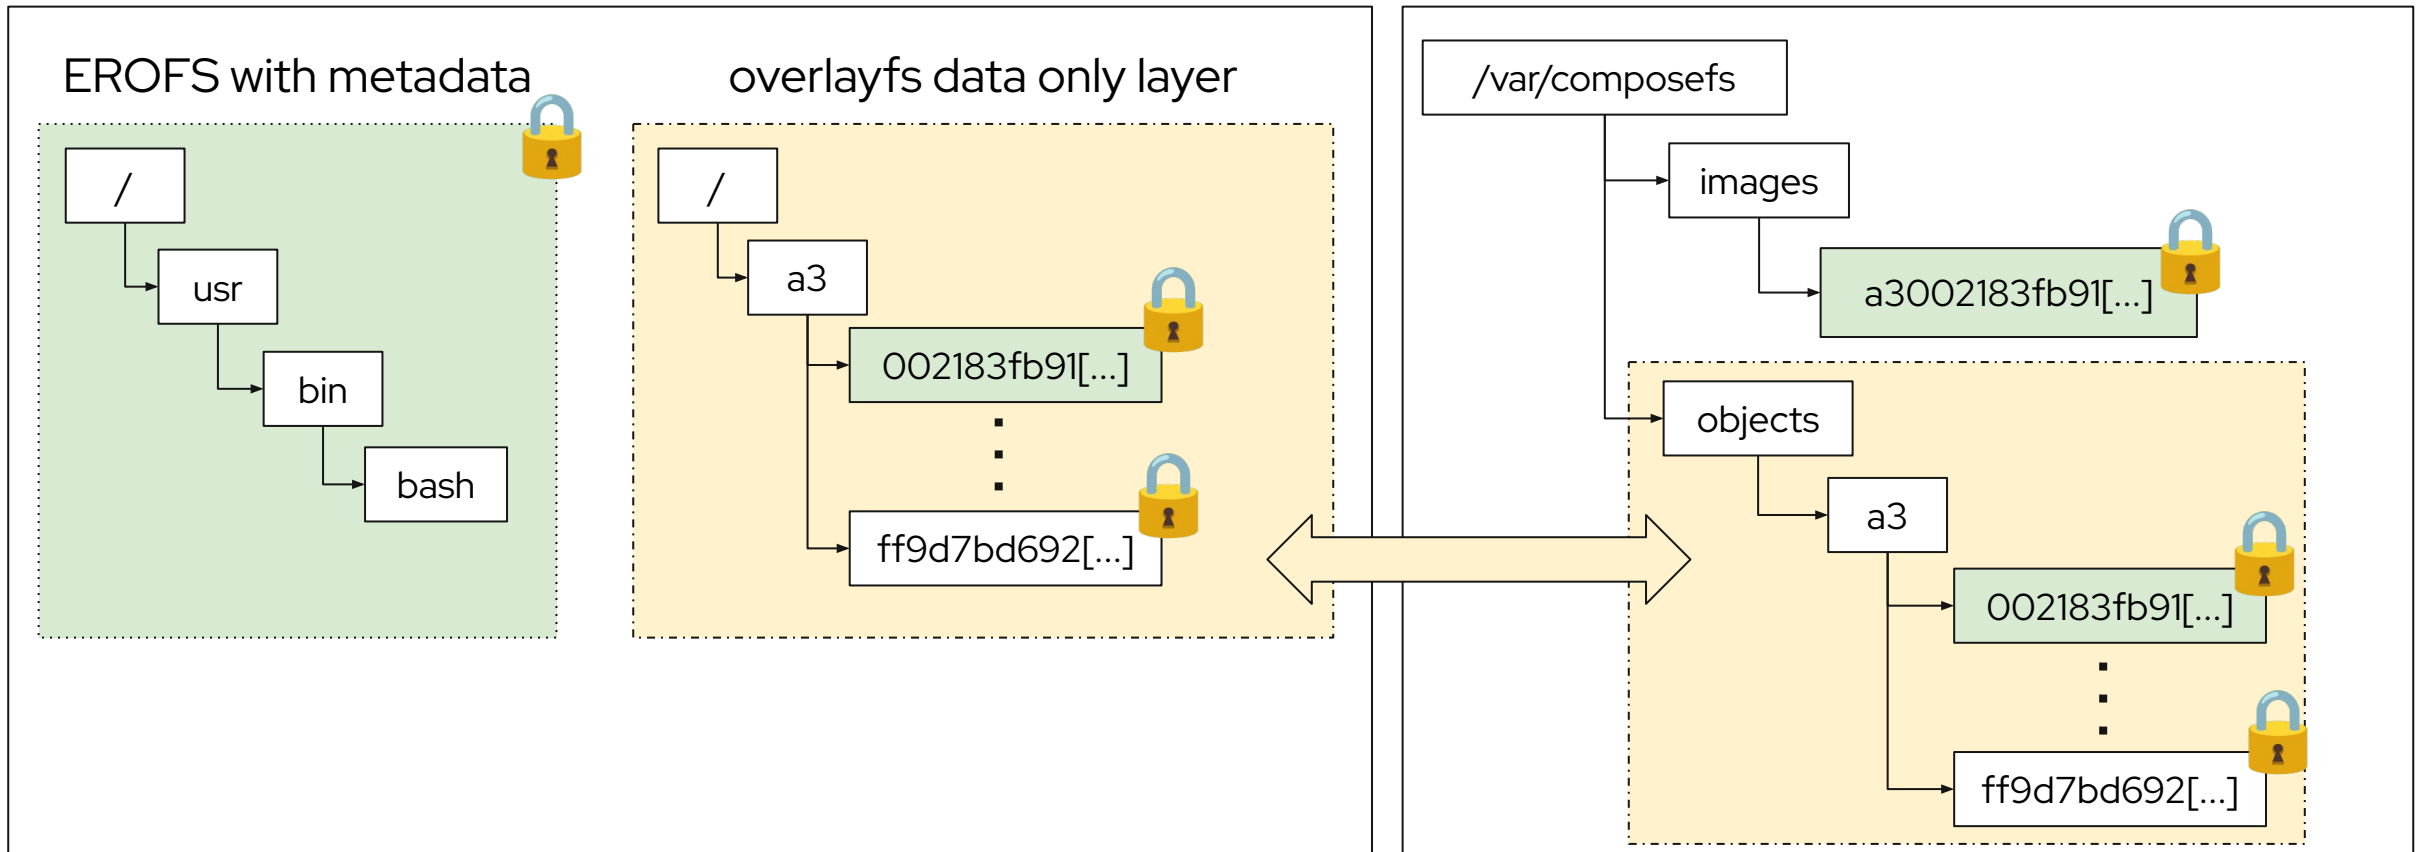 EROFS with metadata
/
usr
bin
bash
overlayfs data only layer
/
a3
002183fb91[...]
ff9d7bd692[...]
/var/composefs
images
a3002183fb91[...]
objects
a3
002183fb91[...]
ff9d7bd692[...]